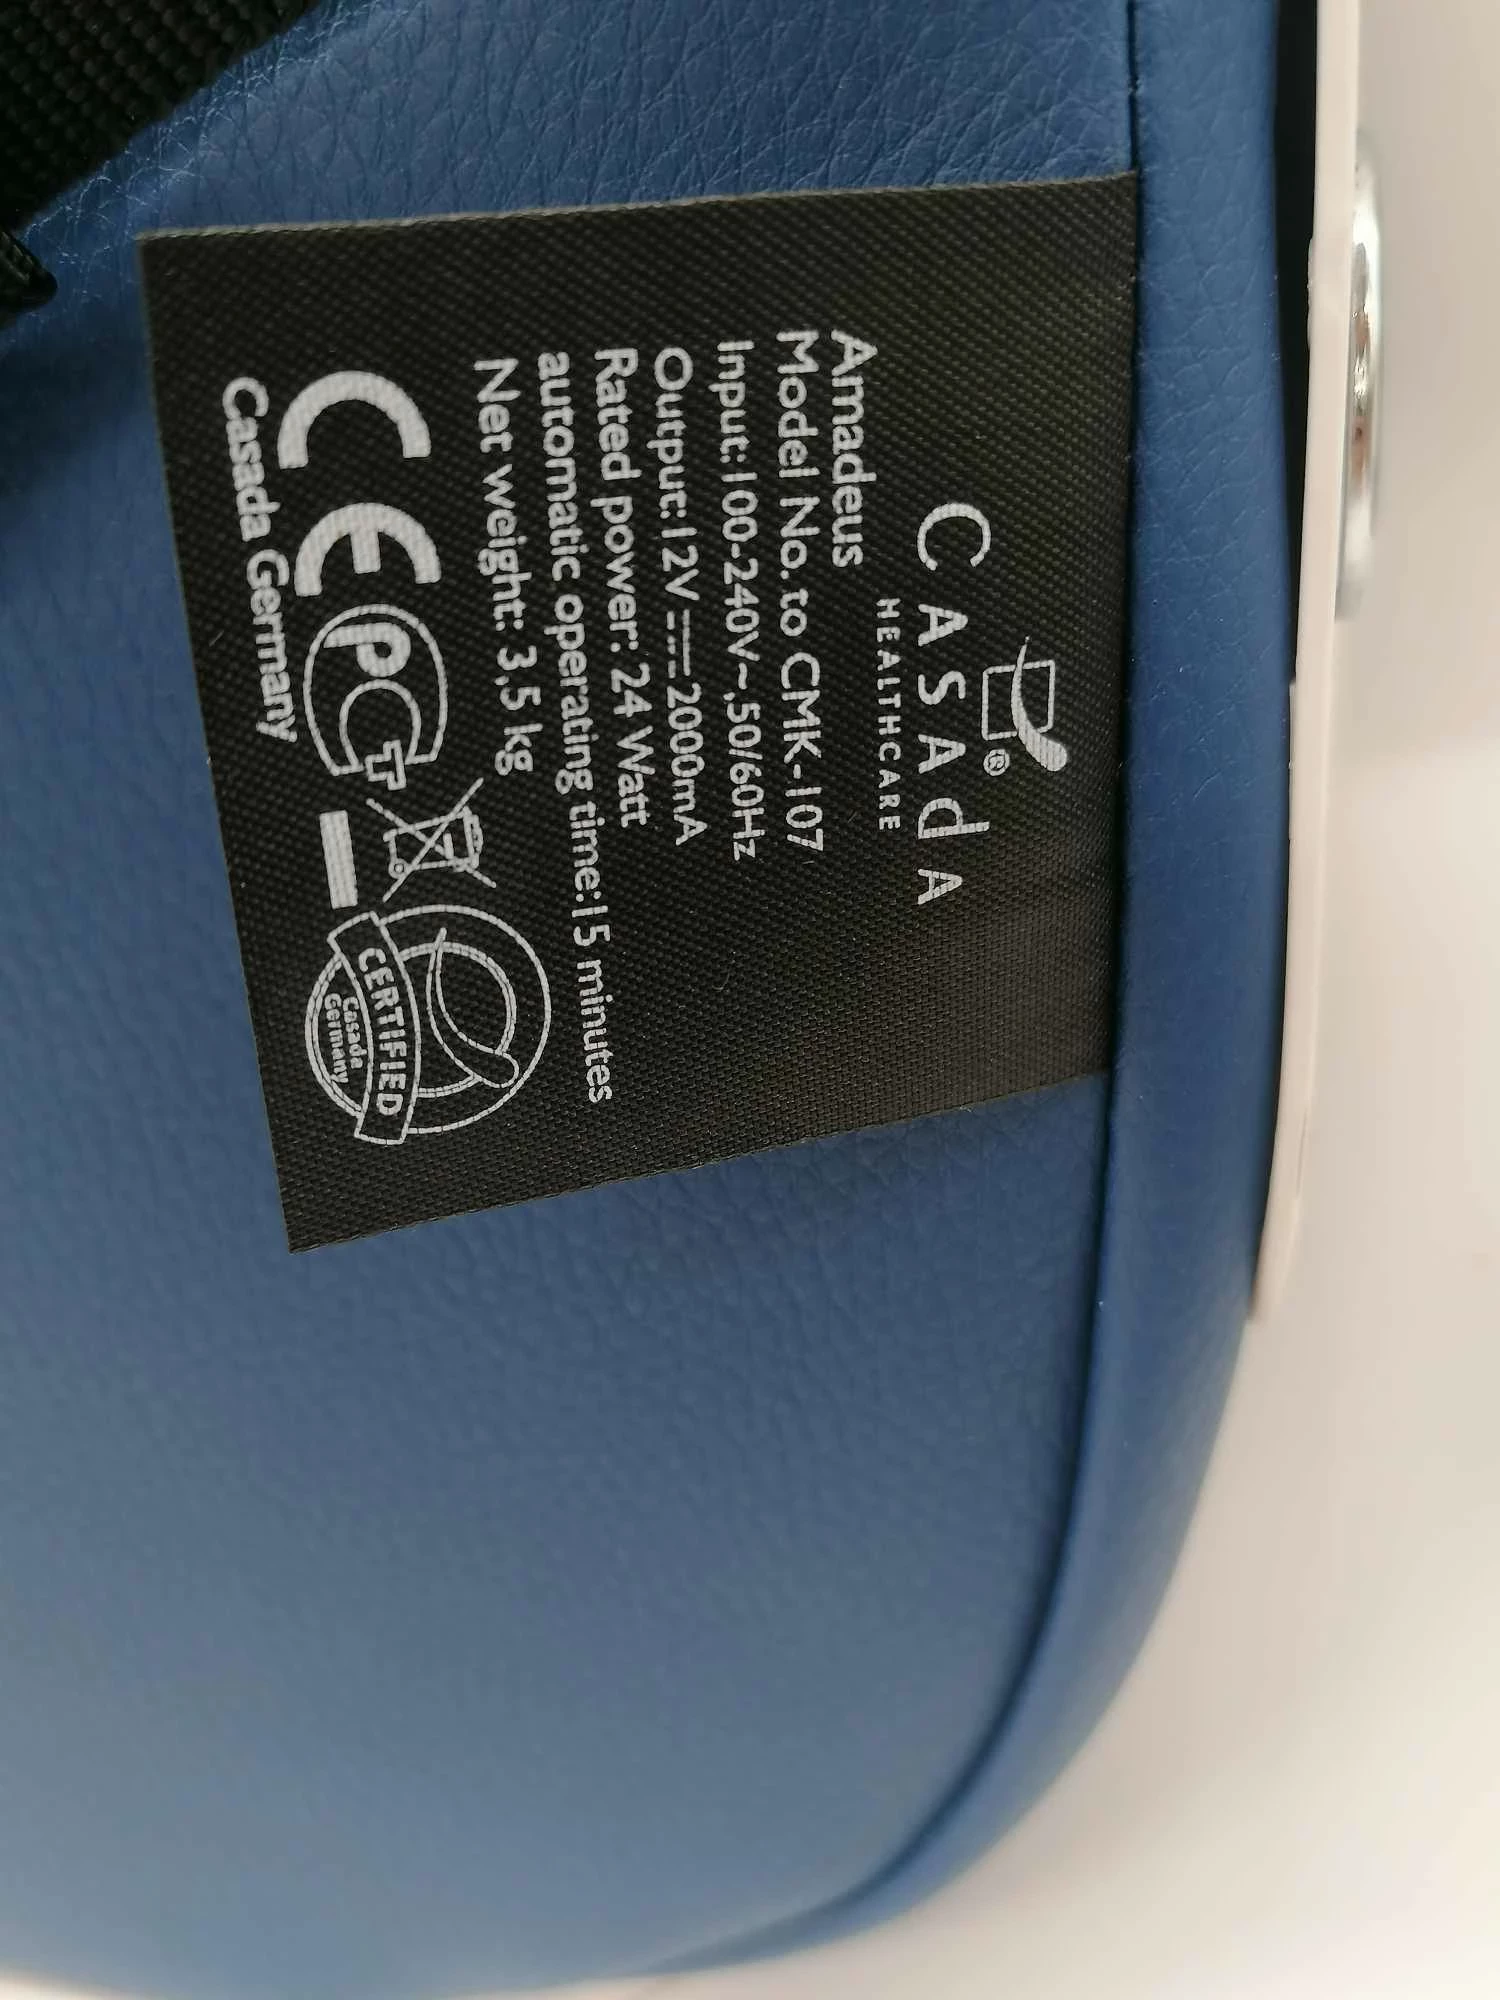 CASAdA
HEALTHCARE
Amadeus
Model No.to CMK-107
Input:100-240V~,50/60Hz
Output:12V⎓2000mA
Rated power: 24 Watt
automatic operating time:15 minutes
Net weight: 3,5 kg
CE PCT
CERTIFIED
Casada
Germany
Casada Germany